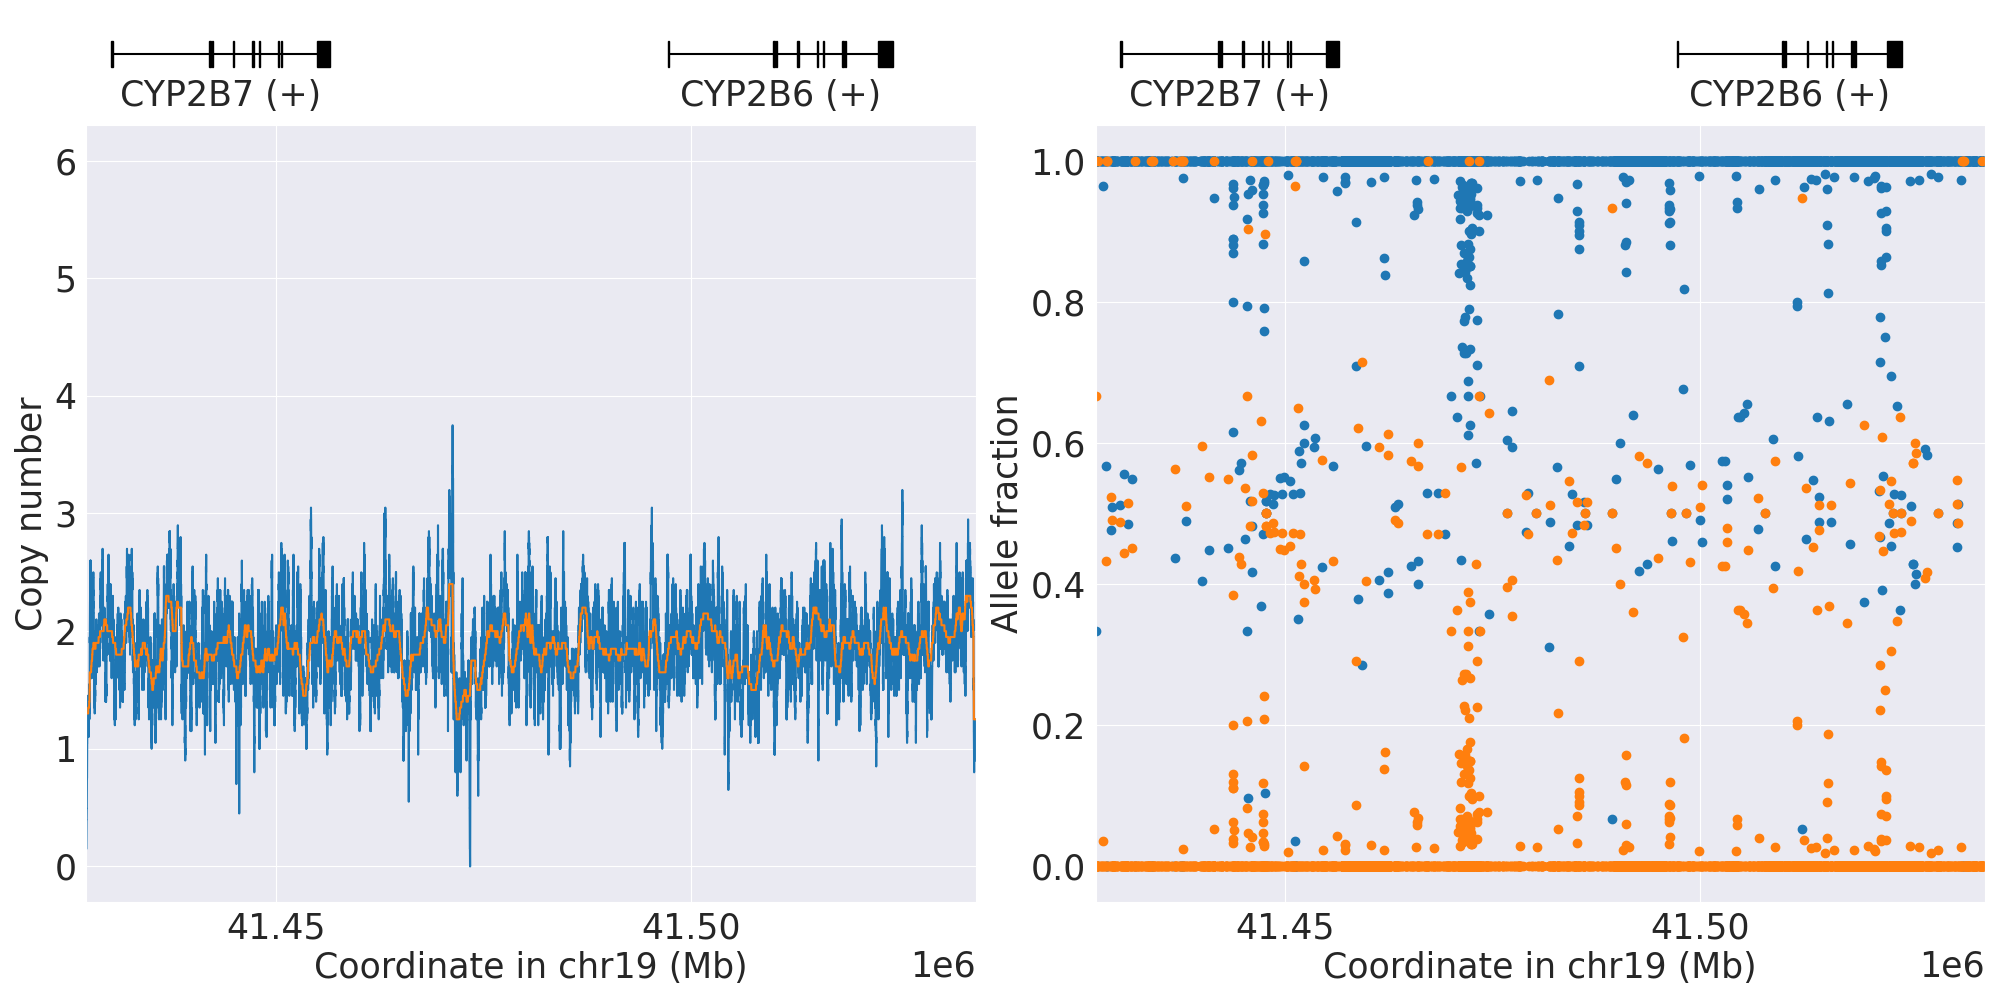 CYP2B7 (+)
CYP2B6 (+)
CYP2B7 (+)
CYP2B6 (+)
6
5
4
3
2
1
0
Copy number
41.45
41.50
Coordinate in chr19 (Mb)
1e6
1.0
0.8
0.6
0.4
0.2
0.0
Allele fraction
41.45
41.50
Coordinate in chr19 (Mb)
1e6